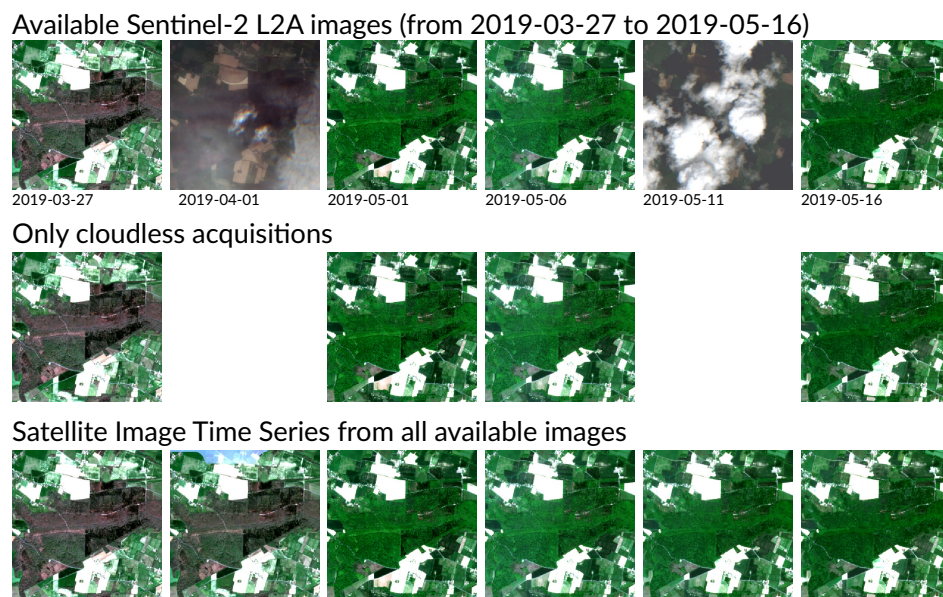 Available Sentinel-2 L2A images (from 2019-03-27 to 2019-05-16)
2019-03-27 2019-04-01 2019-05-01 2019-05-06 2019-05-11 2019-05-16
Only cloudless acquisitions
Satellite Image Time Series from all available images